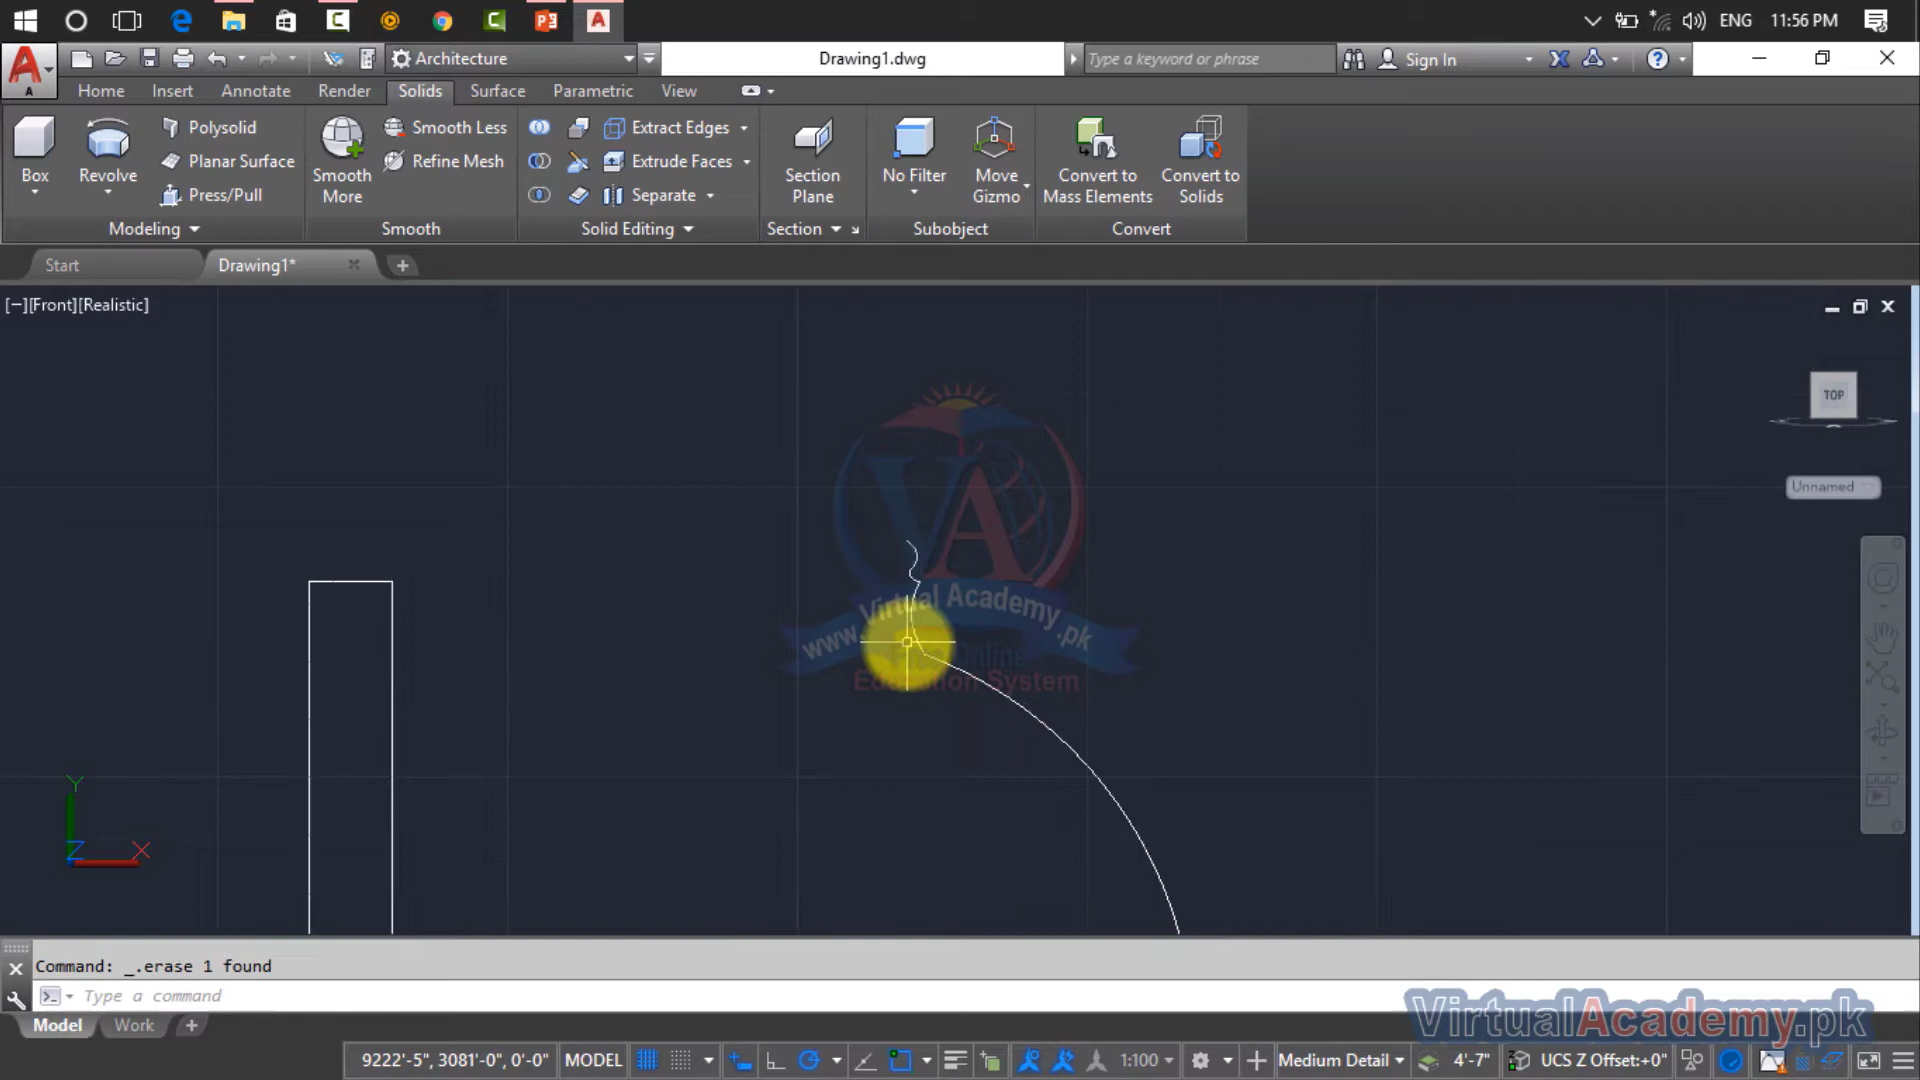 ENG 11:56 PM
Architecture
Drawing1.dwg
Type a keyword or phrase
Sign In
A
Home Insert Annotate Render Solids Surface Parametric View
Box
Revolve
Polysolid
Planar Surface
Press/Pull
Smooth More
Smooth Less
Refine Mesh
Extract Edges
Extrude Faces
Separate
Section Plane
No Filter
Move Gizmo
Convert to Mass Elements
Convert to Solids
Modeling
Smooth
Solid Editing
Section
Subobject
Convert
Start
Drawing1*
[−][Front][Realistic]
TOP
Unnamed
VA
www.Virtual Academy.pk
Online
Education System
Y
Z X
Command: _.erase 1 found
Type a command
VirtualAcademy.pk
Model Work
9222'-5", 3081'-0", 0'-0" MODEL 1:100 Medium Detail 4'-7" UCS Z Offset:+0"